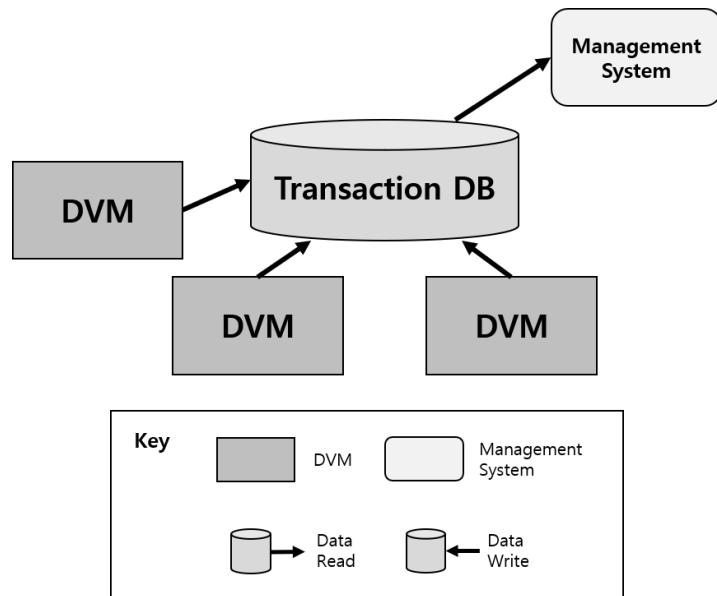 Management
System
Transaction DB
DVM
DVM
DVM
Key
DVM
Management
System
Data
Read
Data
Write